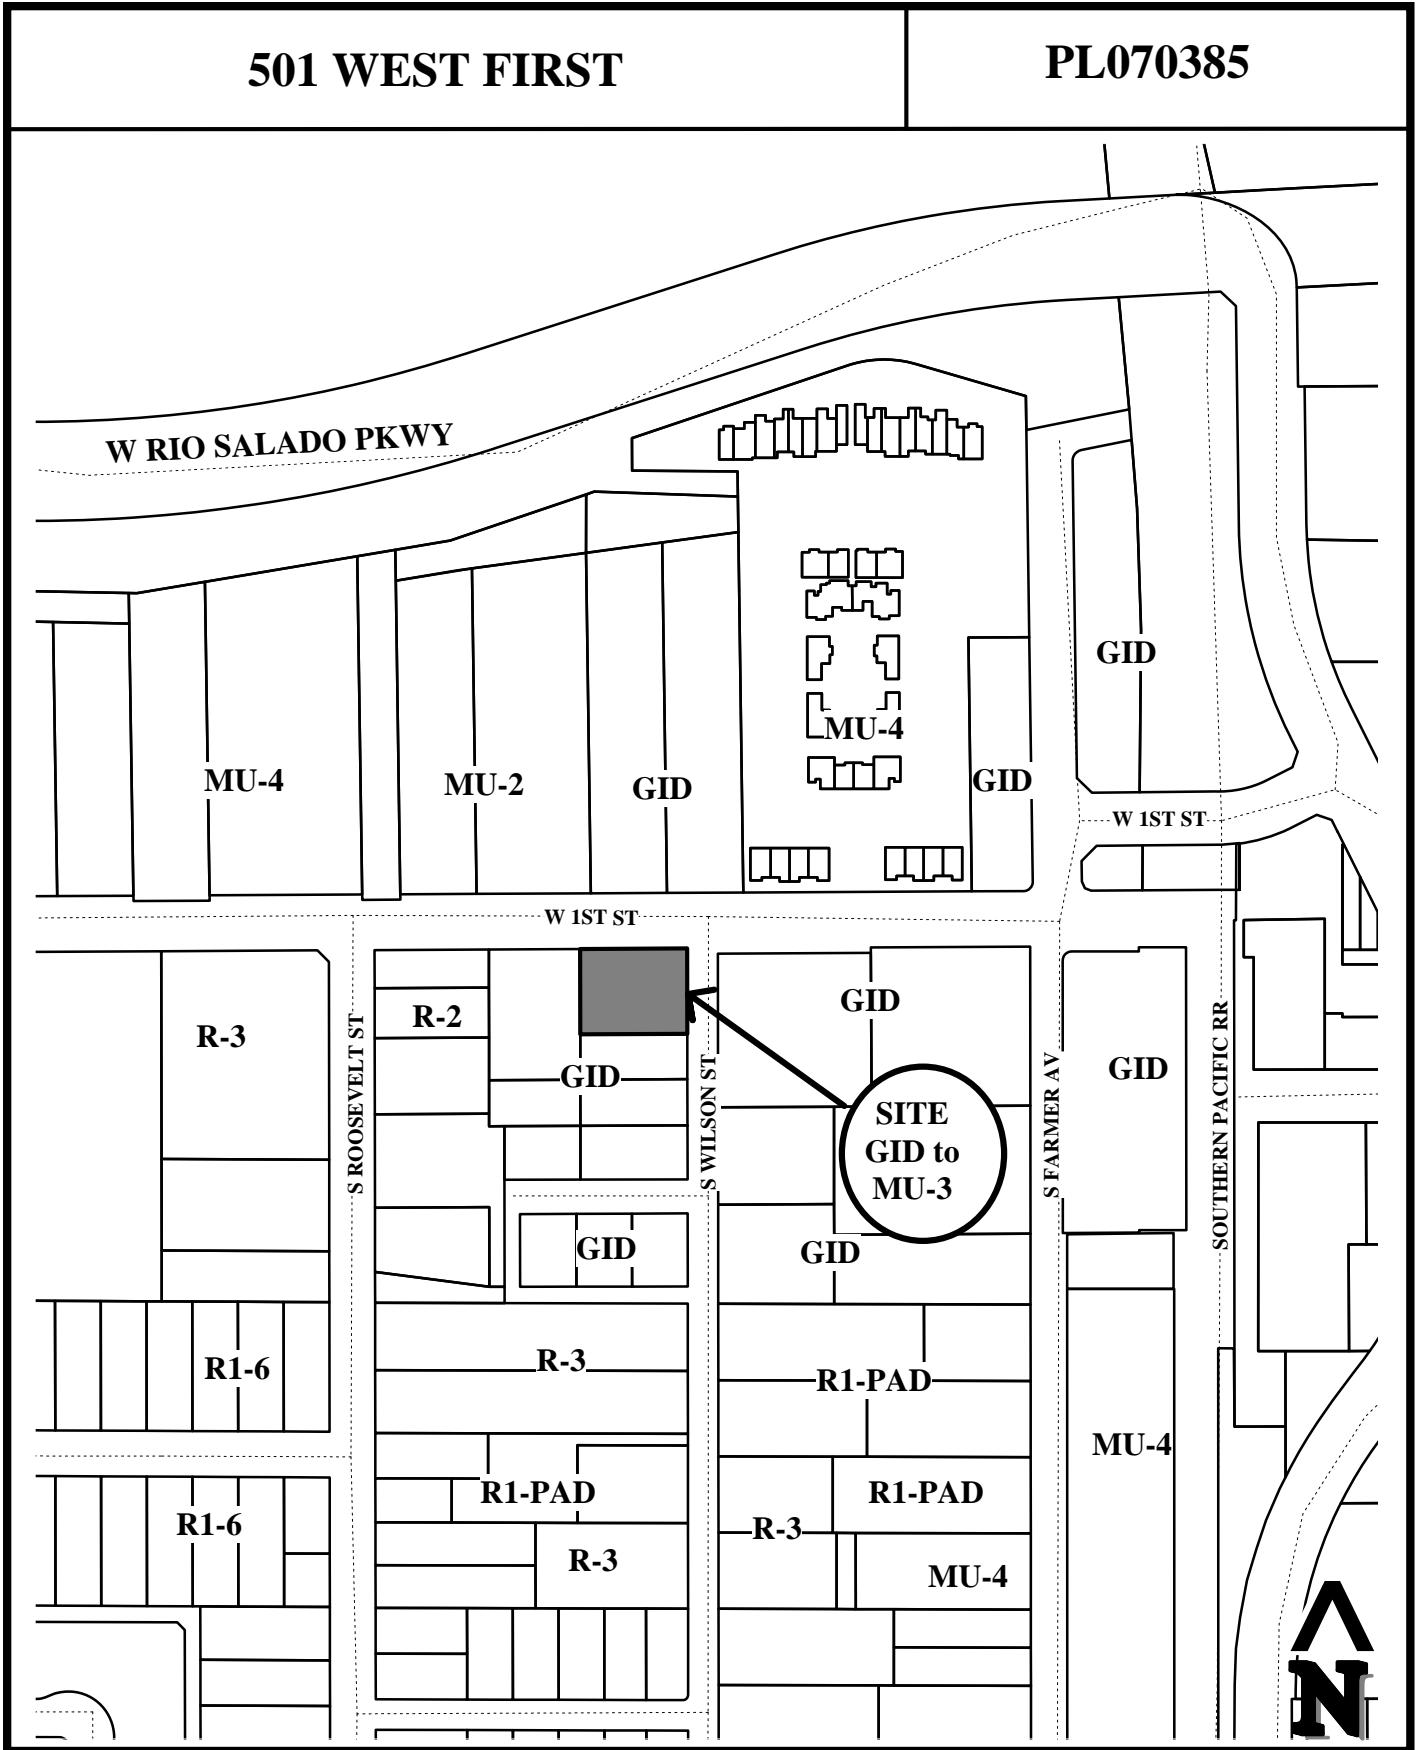 501 WEST FIRST
PL070385
W RIO SALADO PKWY
GID
MU-4
MU-4
MU-2
GID
GID
W 1ST ST
W 1ST ST
R-3
R-2
GID
GID
GID
S ROOSEVELT ST
S WILSON ST
S FARMER AV
SOUTHERN PACIFIC RR
SITE
GID to
MU-3
GID
GID
R1-6
R-3
R1-PAD
MU-4
R1-PAD
R1-PAD
R1-6
R-3
R-3
MU-4
N